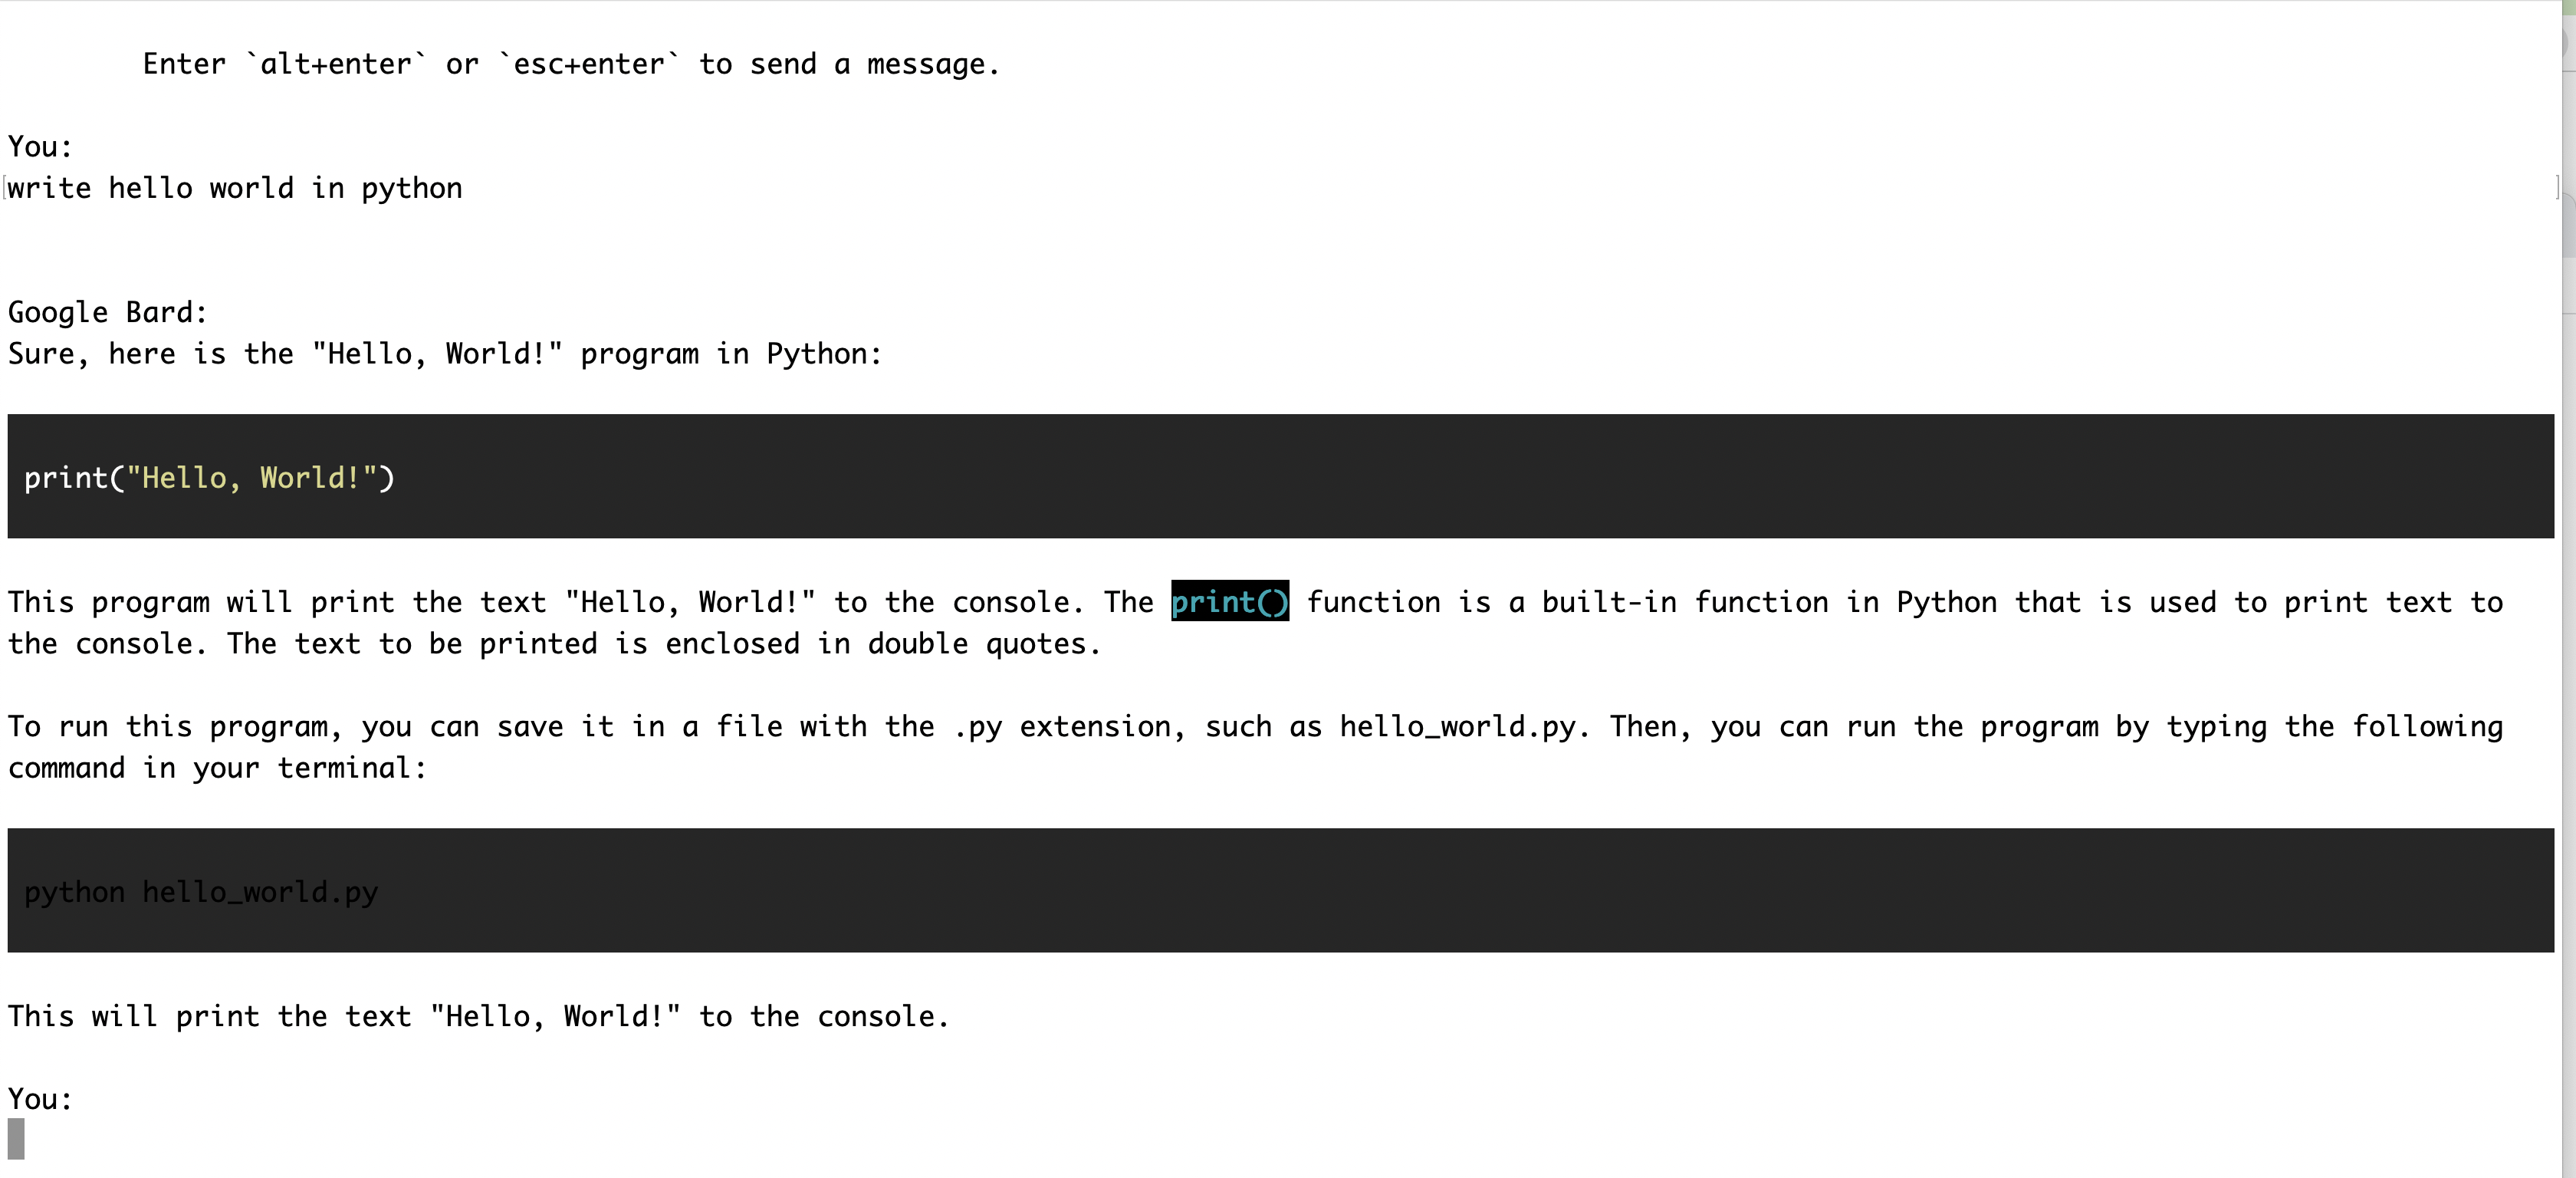 Enter `alt+enter` or `esc+enter` to send a message.
You:
write hello world in python
Google Bard:
Sure, here is the "Hello, World!" program in Python:
print("Hello, World!")
This program will print the text "Hello, World!" to the console. The print() function is a built-in function in Python that is used to print text to
the console. The text to be printed is enclosed in double quotes.
To run this program, you can save it in a file with the .py extension, such as hello_world.py. Then, you can run the program by typing the following
command in your terminal:
python hello_world.py
This will print the text "Hello, World!" to the console.
You: